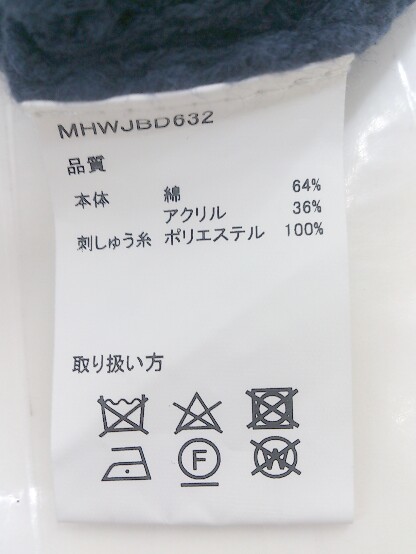 MHWJBD632
品質
本体 綿 64%
アクリル 36%
刺しゅう糸 ポリエステル 100%
取り扱い方
F W